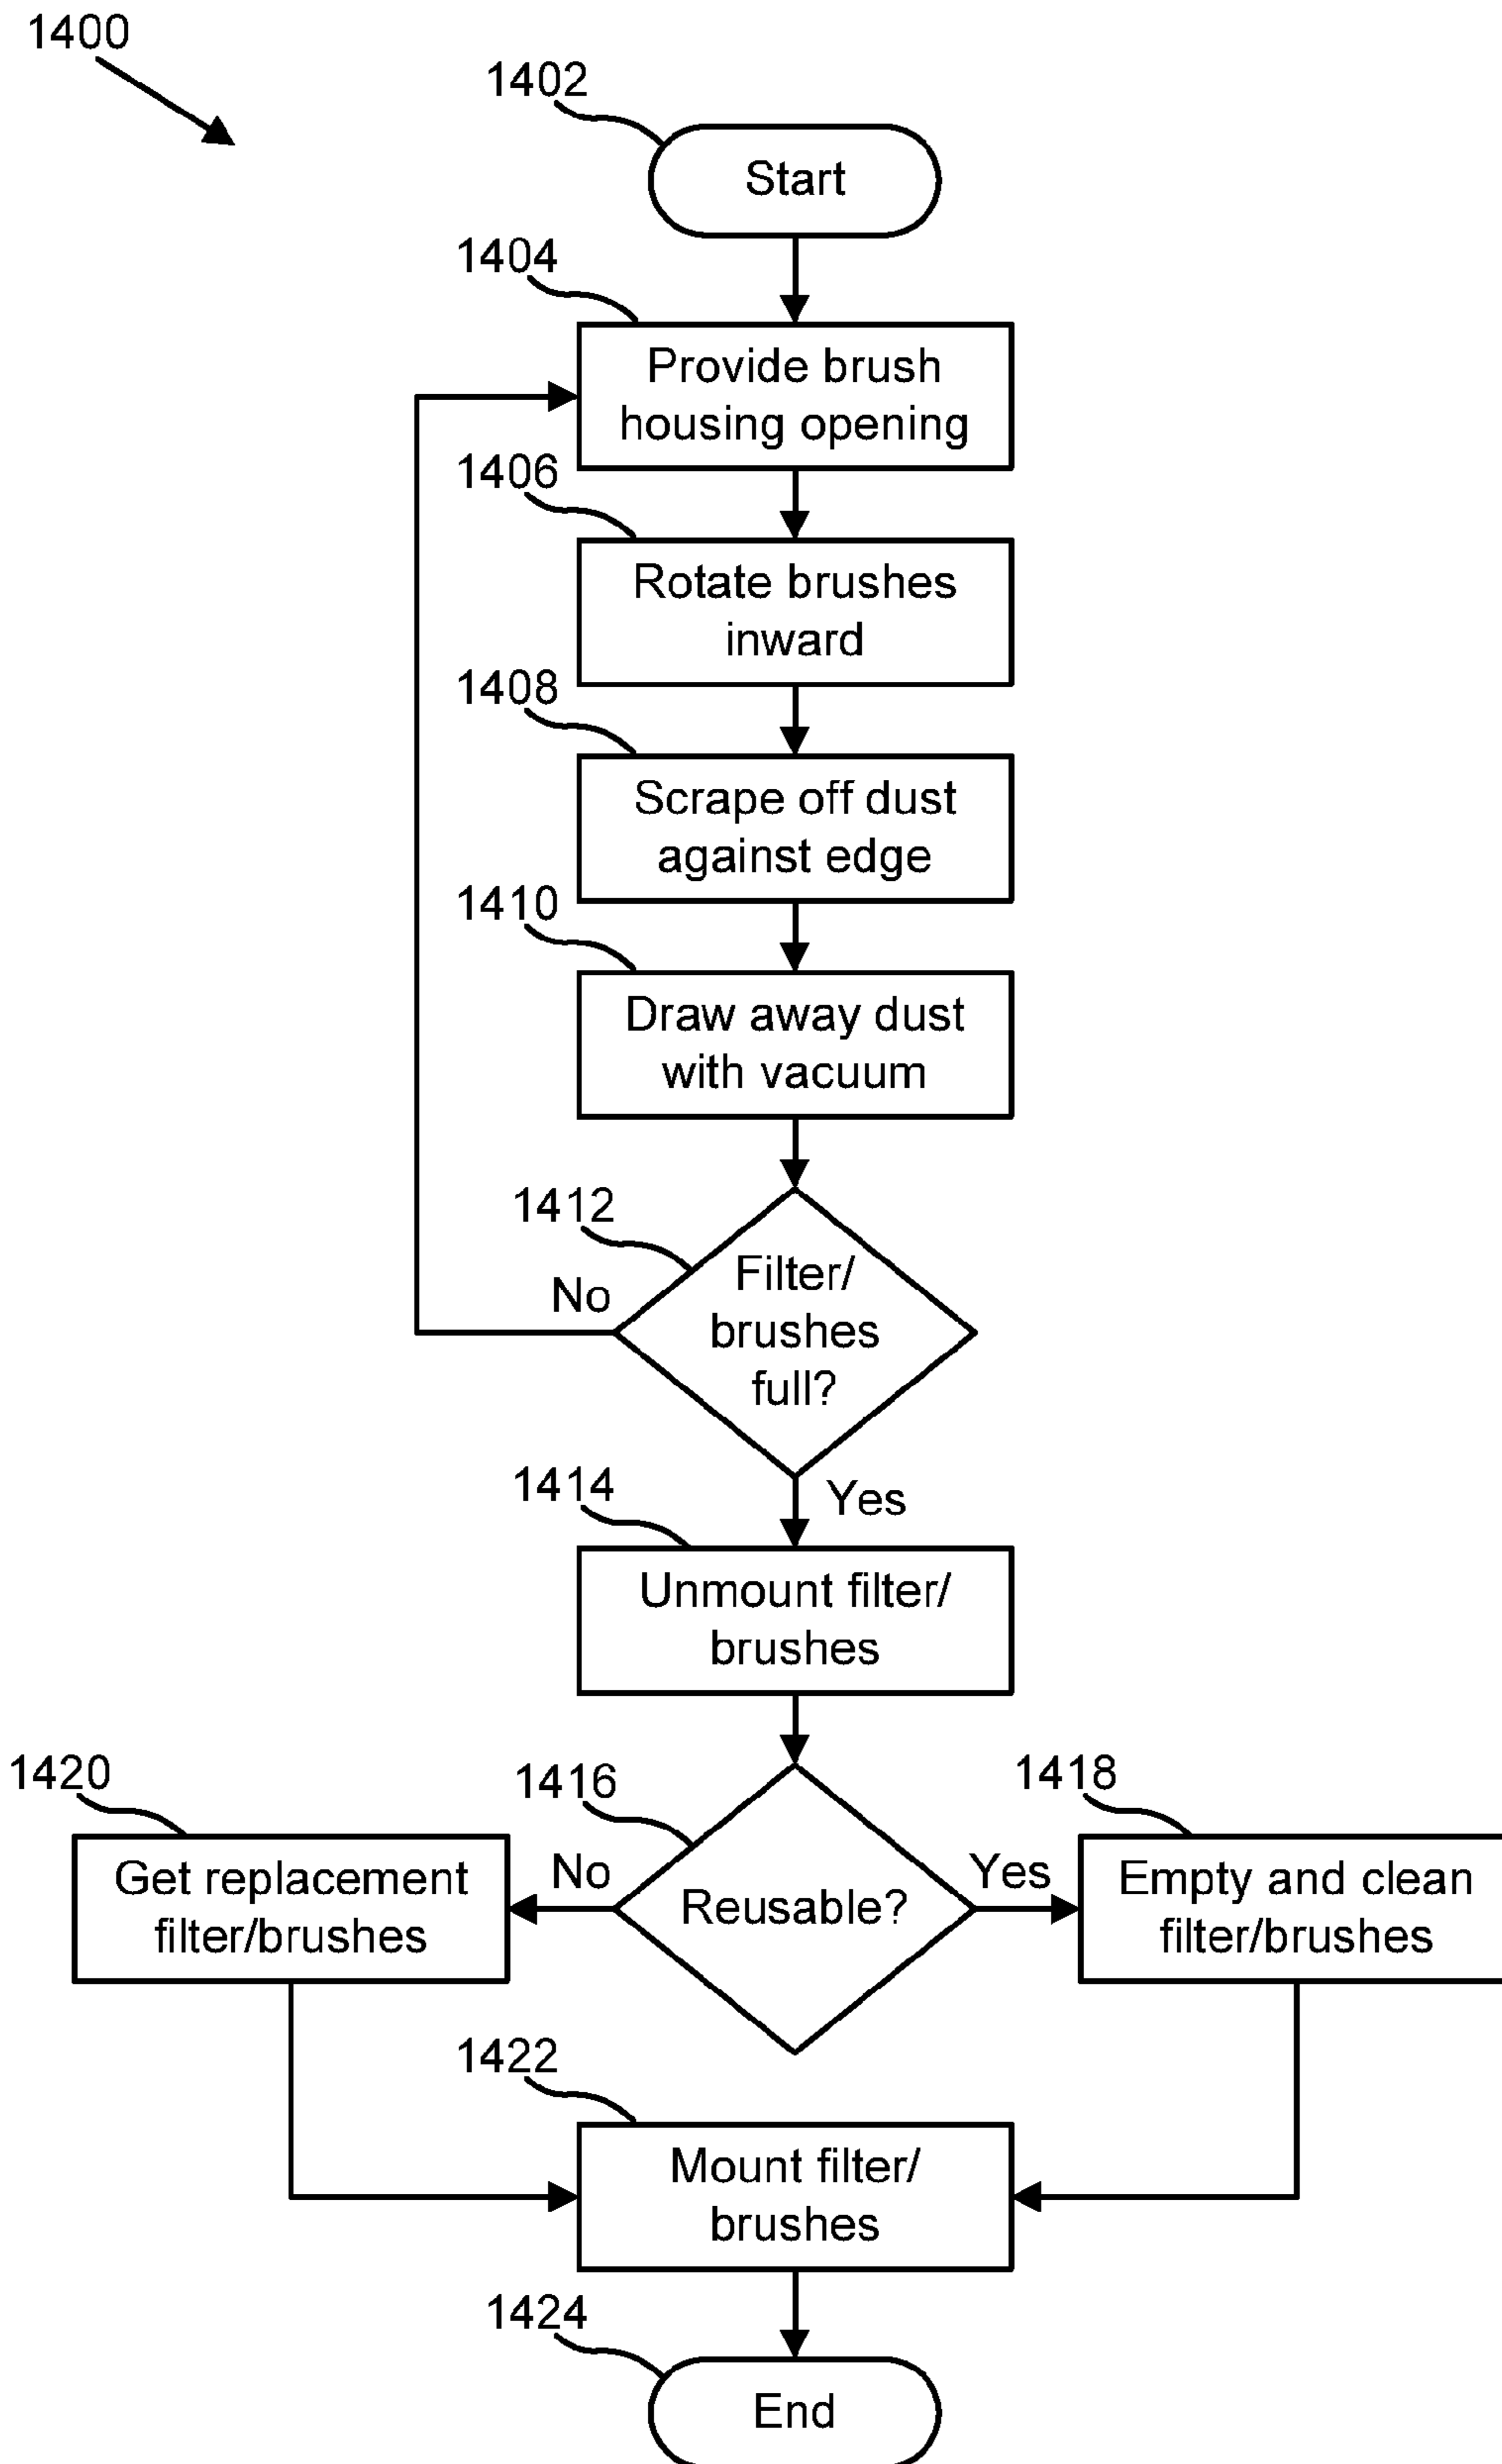 1400
1402
Start
1404
Provide brush
housing opening
1406
Rotate brushes
inward
1408
Scrape off dust
against edge
1410
Draw away dust
with vacuum
1412
Filter/
brushes
full?
No
Yes
1414
Unmount filter/
brushes
1420
1416
1418
Get replacement
filter/brushes
No
Reusable?
Yes
Empty and clean
filter/brushes
1422
Mount filter/
brushes
1424
End